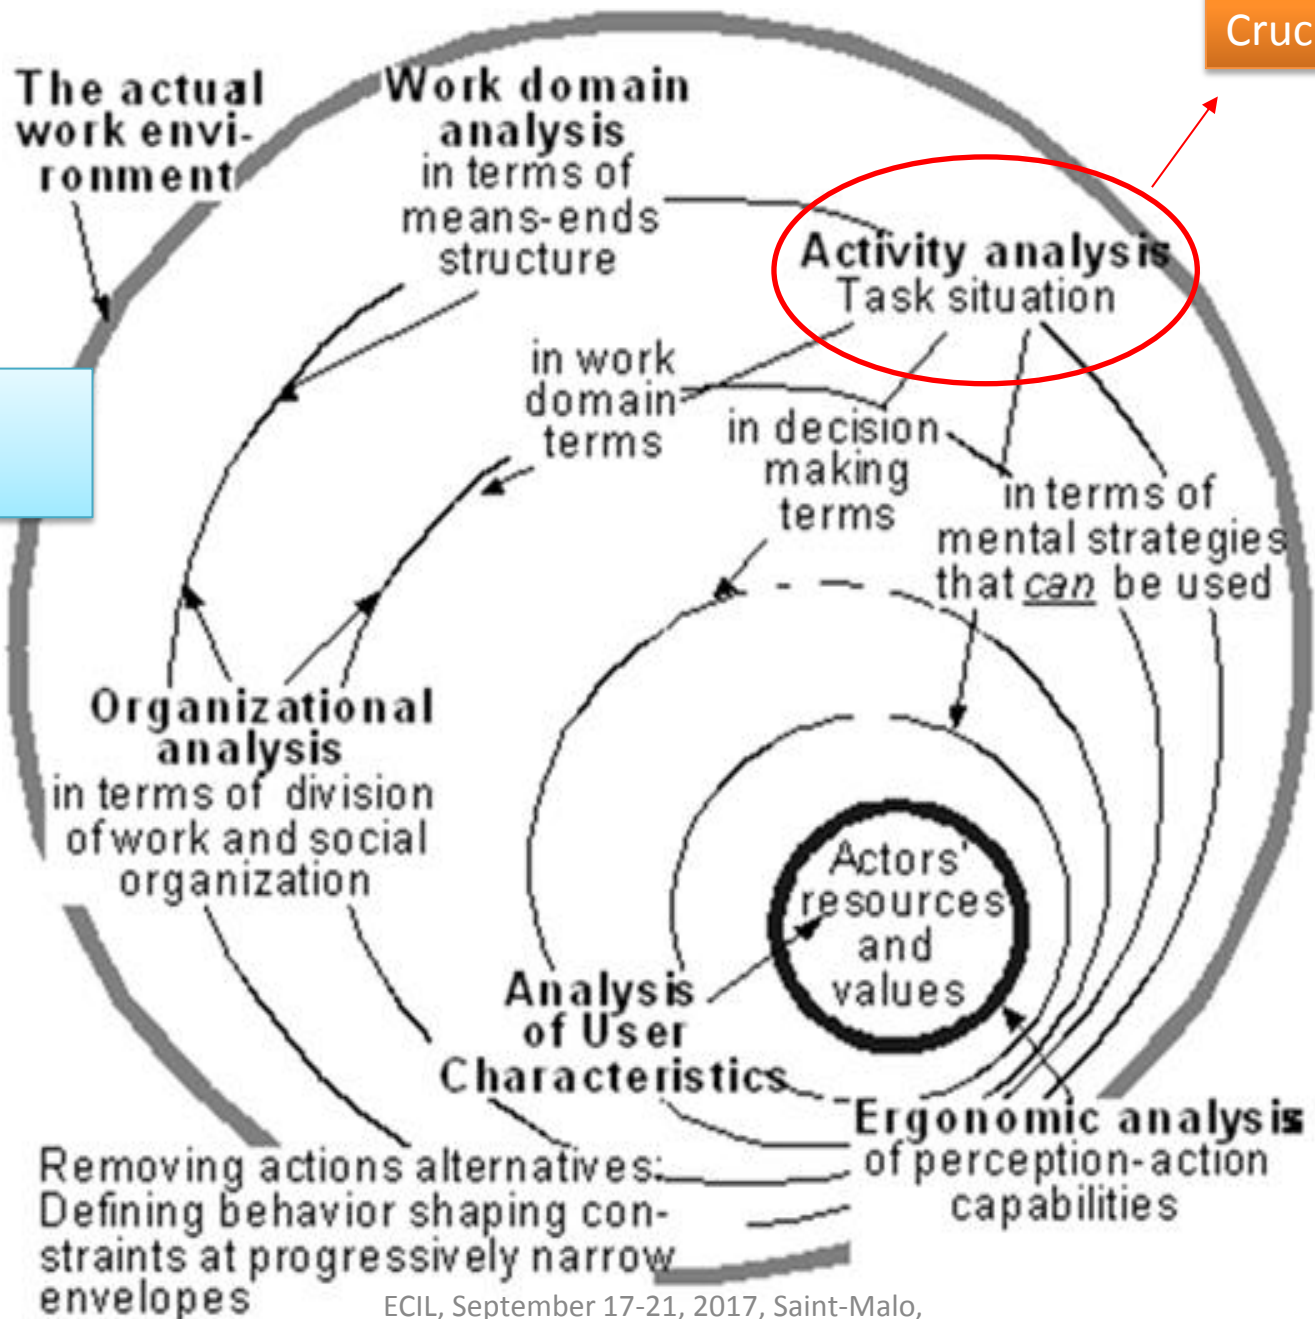 Cruc
The actual
work envi-
ronment
Work domain
analysis
in terms of
means-ends
structure
Activity analysis
Task situation
in work
domain
terms
in decision
making
terms
in terms of
mental strategies
that can be used
Organizational
analysis
in terms of division
of work and social
organization
Actors'
resources
and
values
Analysis
of User
Characteristics
Ergonomic analysis
of perception-action
capabilities
Removing actions alternatives:
Defining behavior shaping con-
straints at progressively narrow
envelopes
ECIL, September 17-21, 2017, Saint-Malo,